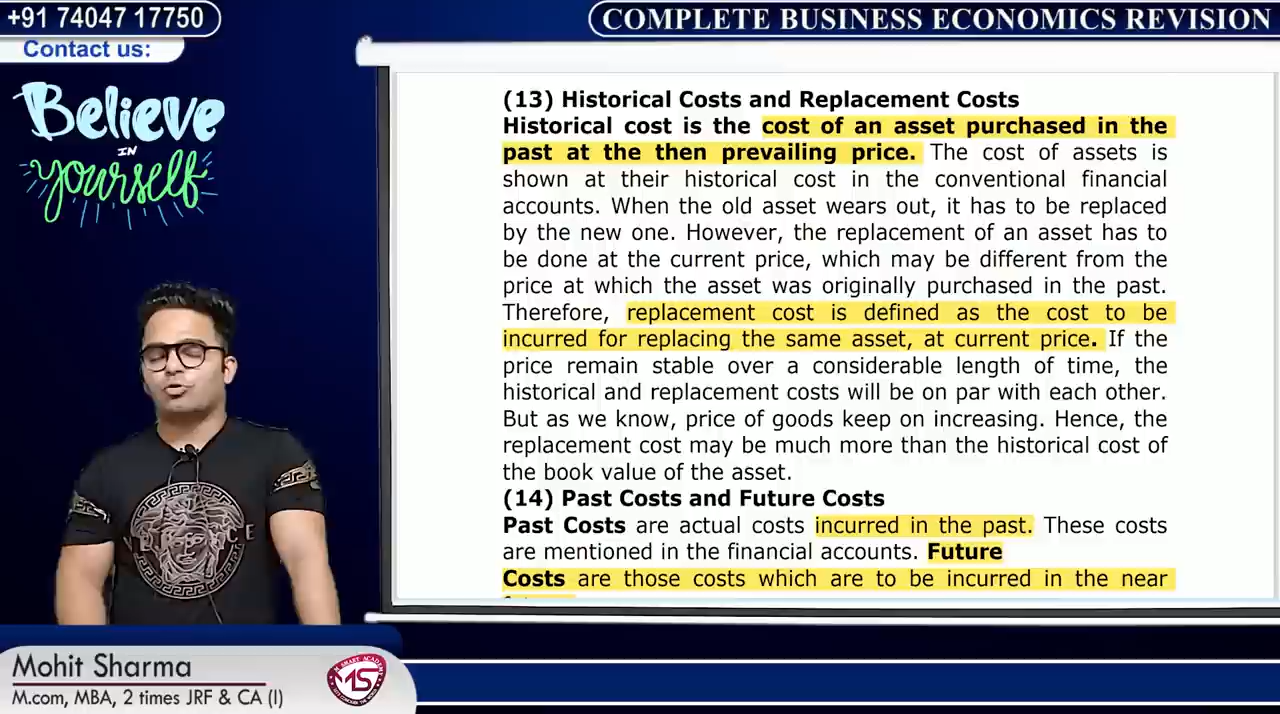 +91 74047 17750
Contact us:
COMPLETE BUSINESS ECONOMICS REVISION
Believe
IN
yourself
(13) Historical Costs and Replacement Costs
Historical cost is the cost of an asset purchased in the
past at the then prevailing price. The cost of assets is
shown at their historical cost in the conventional financial
accounts. When the old asset wears out, it has to be replaced
by the new one. However, the replacement of an asset has to
be done at the current price, which may be different from the
price at which the asset was originally purchased in the past.
Therefore, replacement cost is defined as the cost to be
incurred for replacing the same asset, at current price. If the
price remain stable over a considerable length of time, the
historical and replacement costs will be on par with each other.
But as we know, price of goods keep on increasing. Hence, the
replacement cost may be much more than the historical cost of
the book value of the asset.
(14) Past Costs and Future Costs
Past Costs are actual costs incurred in the past. These costs
are mentioned in the financial accounts. Future
Costs are those costs which are to be incurred in the near
Mohit Sharma
M.com, MBA, 2 times JRF & CA (I)
MS